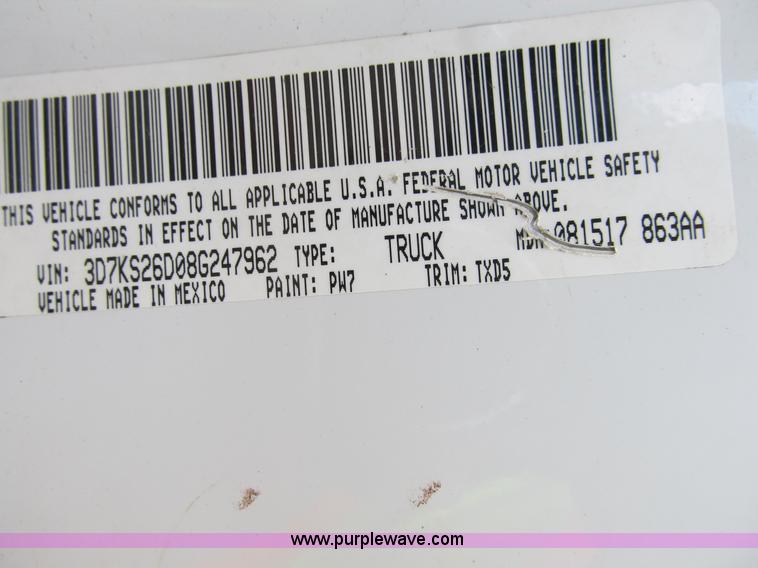 THIS VEHICLE CONFORMS TO ALL APPLICABLE U.S.A. FEDERAL MOTOR VEHICLE SAFETY
STANDARDS IN EFFECT ON THE DATE OF MANUFACTURE SHOWN ABOVE.
VIN: 3D7KS26D08G247962 TYPE: TRUCK MDH: 081517 863AA
VEHICLE MADE IN MEXICO PAINT: PW7 TRIM: TXD5
www.purplewave.com